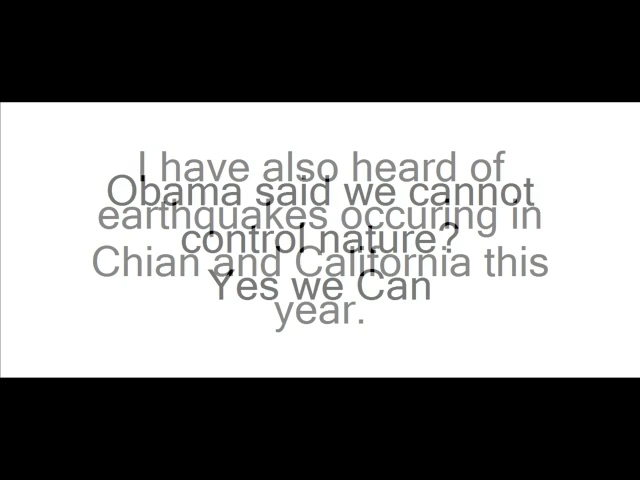 I have also heard of
earthquakes occuring in
Chian and California this
year.
Obama said we cannot
control nature?
Yes we Can